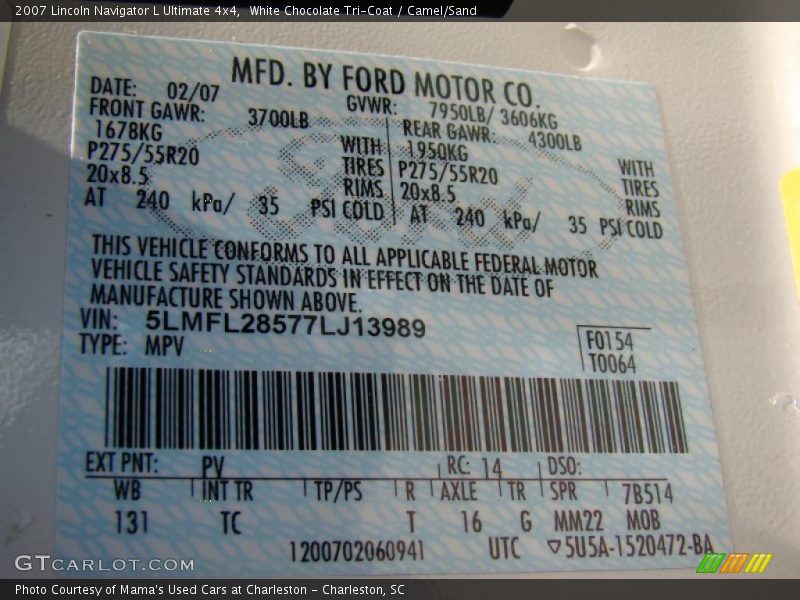 2007 Lincoln Navigator L Ultimate 4x4, White Chocolate Tri-Coat / Camel/Sand
MFD. BY FORD MOTOR CO.
DATE: 02/07 GVWR: 7950LB/ 3606KG
FRONT GAWR: 3700LB REAR GAWR: 4300LB
1678KG WITH 1950KG WITH
P275/55R20 TIRES P275/55R20 TIRES
20x8.5 RIMS 20x8.5 RIMS
AT 240 kPa/ 35 PSI COLD AT 240 kPa/ 35 PSI COLD
THIS VEHICLE CONFORMS TO ALL APPLICABLE FEDERAL MOTOR
VEHICLE SAFETY STANDARDS IN EFFECT ON THE DATE OF
MANUFACTURE SHOWN ABOVE.
VIN: 5LMFL28577LJ13989
TYPE: MPV
F0154
T0064
EXT PNT: PV RC: 14 DSO:
WB INT TR TP/PS R AXLE TR SPR 7B514
131 TC T 16 G MM22 MOB
1200702060941 UTC ▽5U5A-1520472-BA
GTCARLOT.COM
Photo Courtesy of Mama's Used Cars at Charleston - Charleston, SC